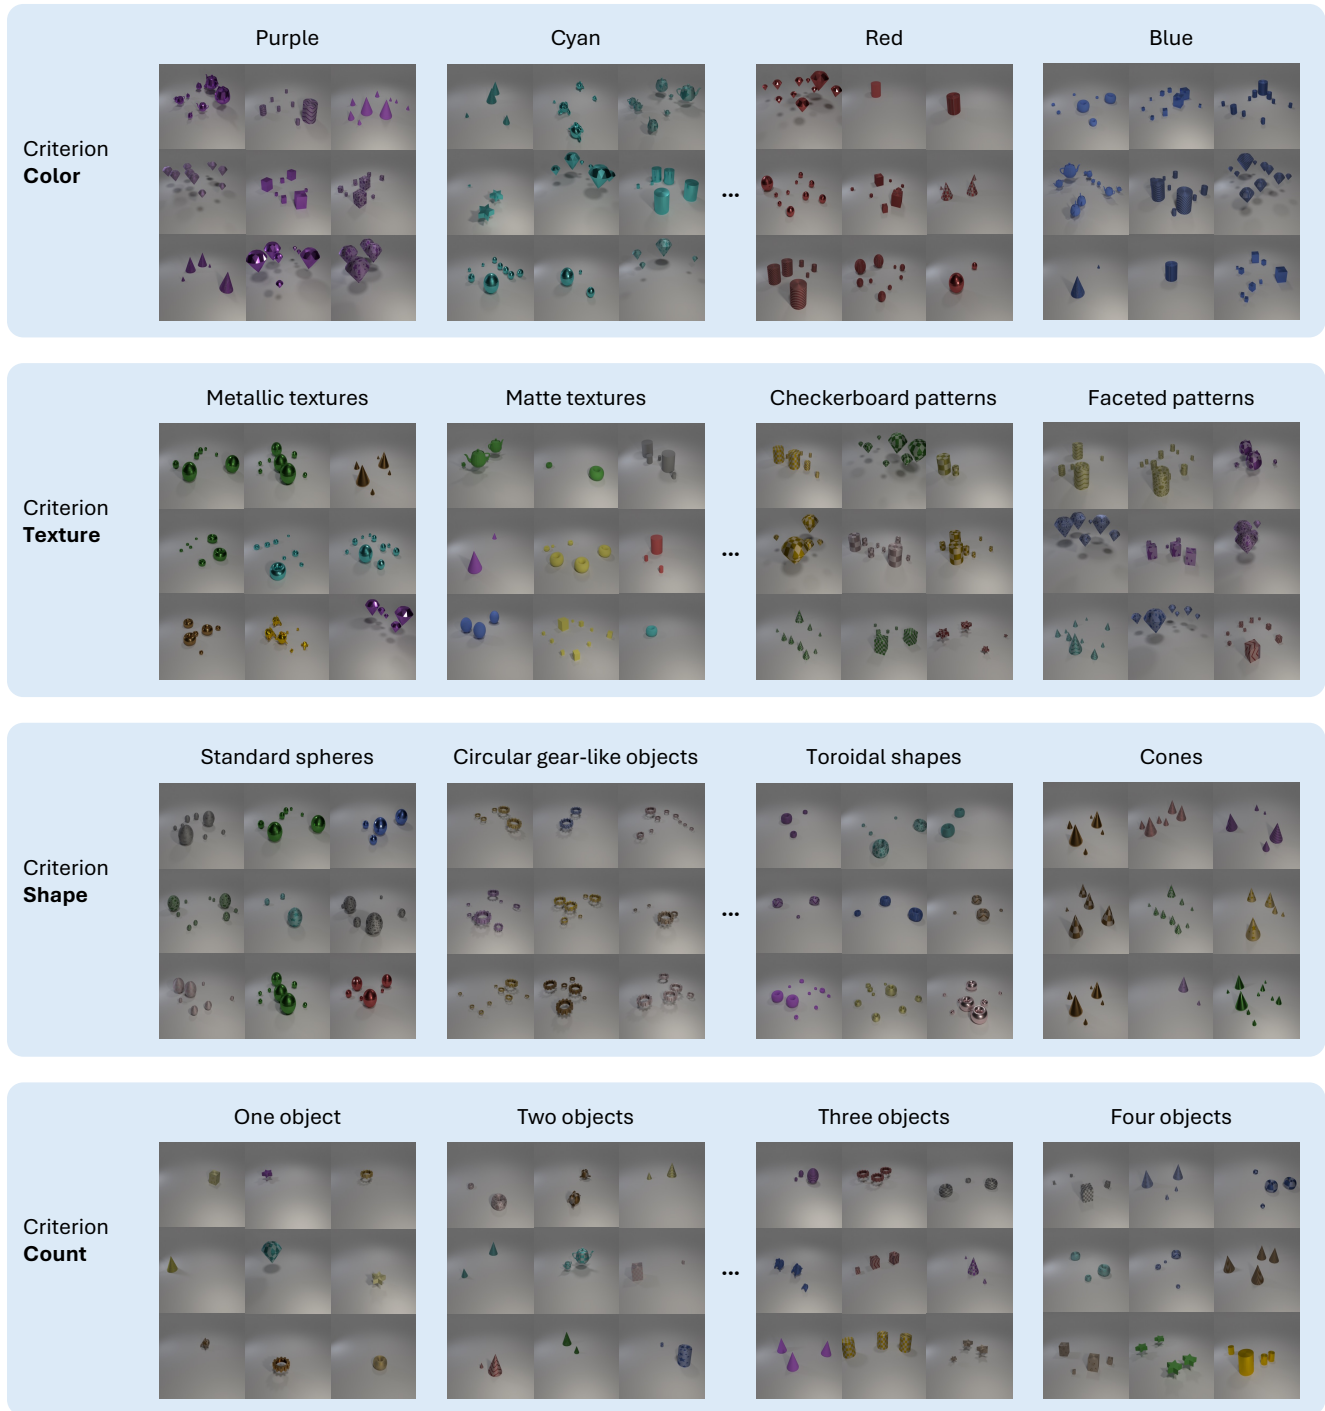 Purple
Cyan
Red
Blue
Criterion
Color
...
Metallic textures
Matte textures
Checkerboard patterns
Faceted patterns
Criterion
Texture
...
Standard spheres
Circular gear-like objects
Toroidal shapes
Cones
Criterion
Shape
...
One object
Two objects
Three objects
Four objects
Criterion
Count
...